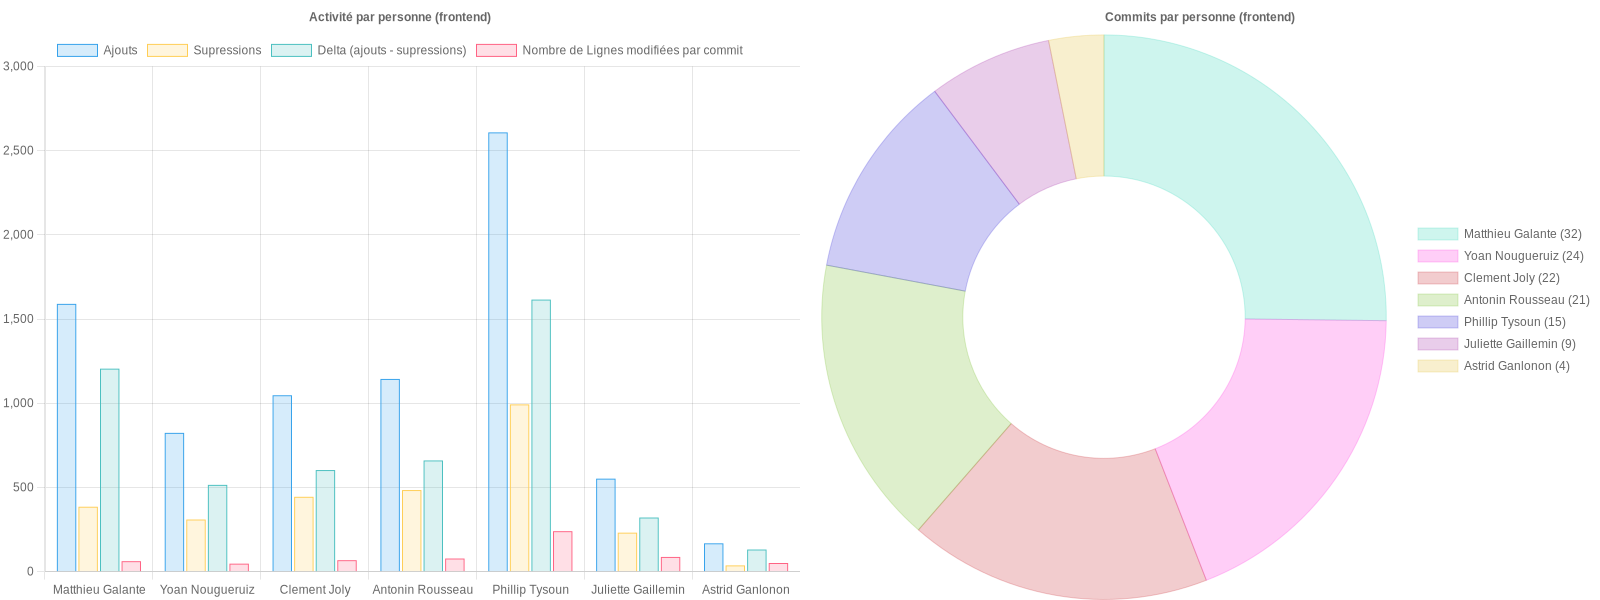 Activité par personne (frontend)
Ajouts
Supressions
Delta (ajouts - supressions)
Nombre de Lignes modifiées par commit
3,000
2,500
2,000
1,500
1,000
500
0
Matthieu Galante
Yoan Nougueruiz
Clement Joly
Antonin Rousseau
Phillip Tysoun
Juliette Gaillemin
Astrid Ganlonon
Commits par personne (frontend)
Matthieu Galante (32)
Yoan Nougueruiz (24)
Clement Joly (22)
Antonin Rousseau (21)
Phillip Tysoun (15)
Juliette Gaillemin (9)
Astrid Ganlonon (4)